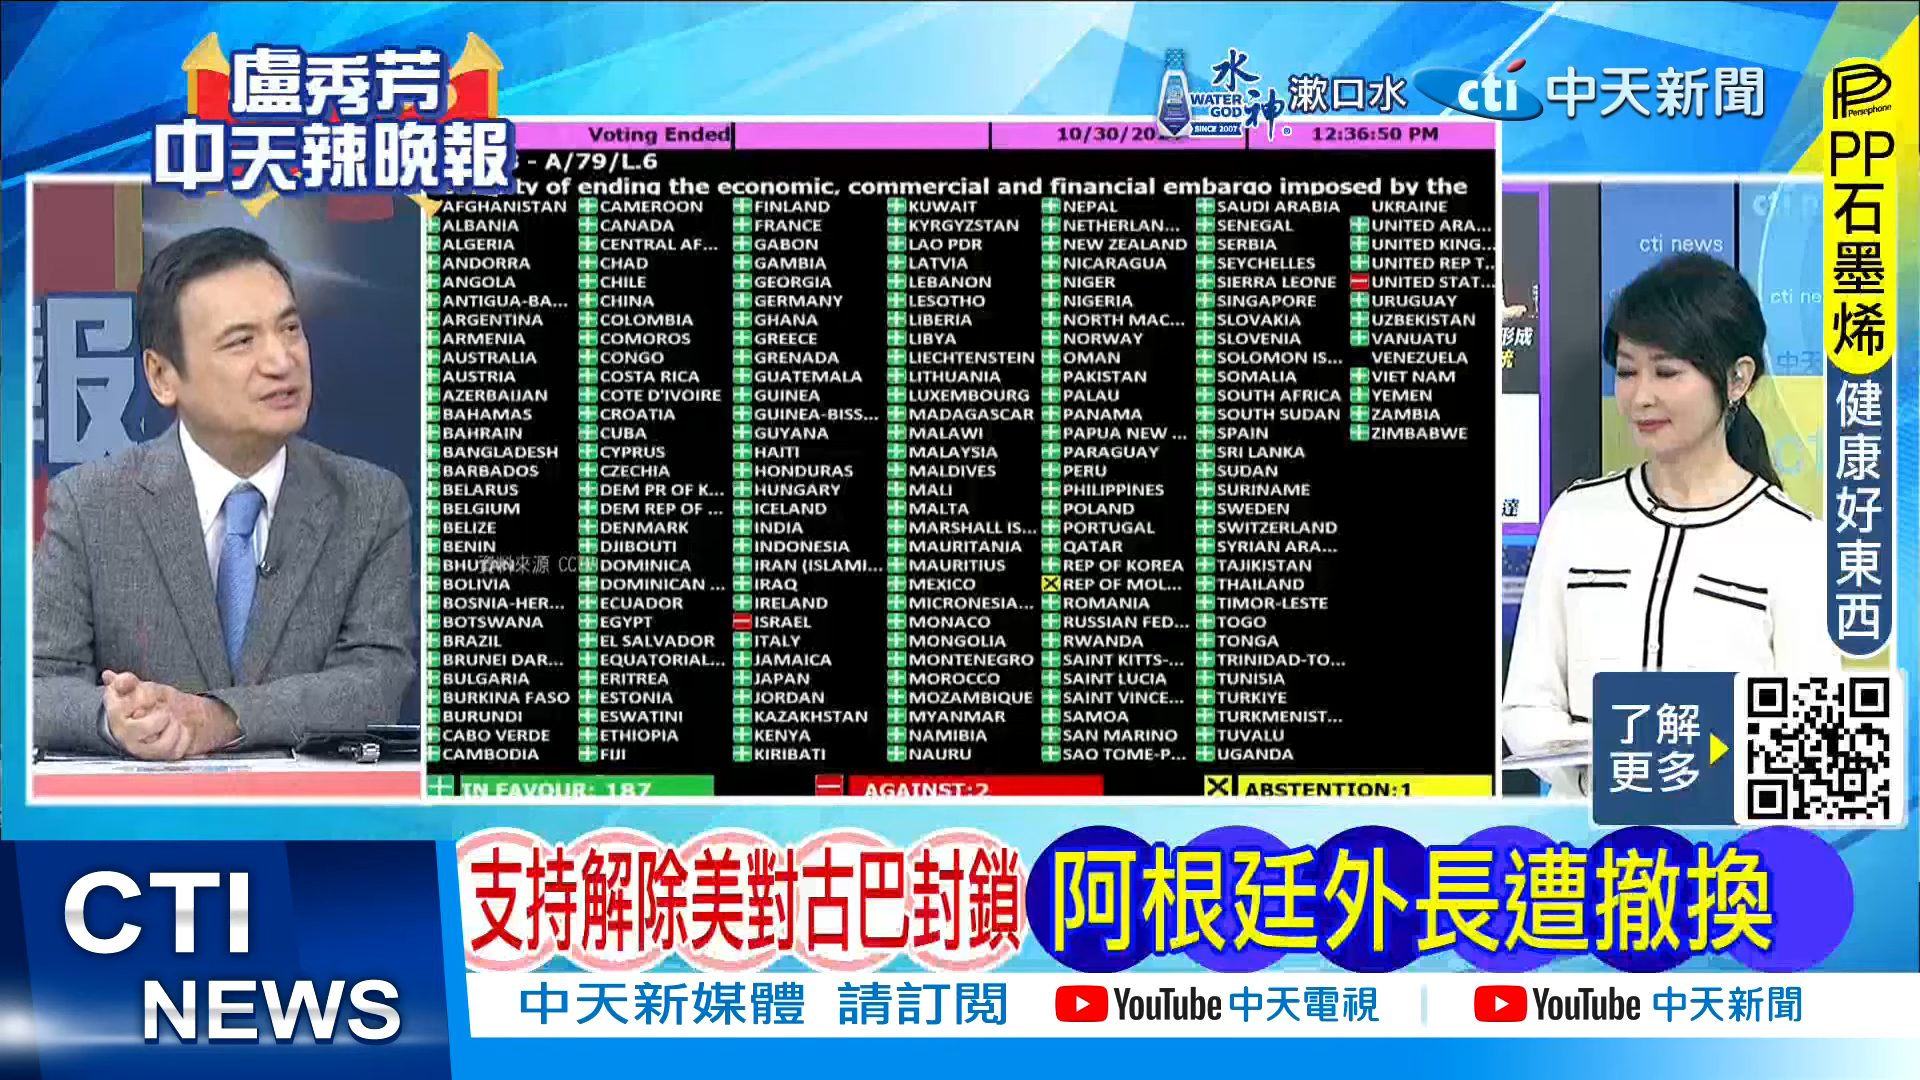 盧秀芳
中天辣晚報
水神
WATER GOD
SINCE 2007
漱口水
cti 中天新聞
Persephone
PP石墨烯
健康好東西
Voting Ended
10/30/20
12:36:50 PM
- A/79/L.6
ty of ending the economic, commercial and financial embargo imposed by the
AFGHANISTAN
ALBANIA
ALGERIA
ANDORRA
ANGOLA
ANTIGUA-BA...
ARGENTINA
ARMENIA
AUSTRALIA
AUSTRIA
AZERBAIJAN
BAHAMAS
BAHRAIN
BANGLADESH
BARBADOS
BELARUS
BELGIUM
BELIZE
BENIN
BHUTAN
BOLIVIA
BOSNIA-HER...
BOTSWANA
BRAZIL
BRUNEI DAR...
BULGARIA
BURKINA FASO
BURUNDI
CABO VERDE
CAMBODIA
CAMEROON
CANADA
CENTRAL AF...
CHAD
CHILE
CHINA
COLOMBIA
COMOROS
CONGO
COSTA RICA
COTE D'IVOIRE
CROATIA
CUBA
CYPRUS
CZECHIA
DEM PR OF K...
DEM REP OF ...
DENMARK
DJIBOUTI
DOMINICA
DOMINICAN ...
ECUADOR
EGYPT
EL SALVADOR
EQUATORIAL...
ERITREA
ESTONIA
ESWATINI
ETHIOPIA
FIJI
FINLAND
FRANCE
GABON
GAMBIA
GEORGIA
GERMANY
GHANA
GREECE
GRENADA
GUATEMALA
GUINEA
GUINEA-BISS...
GUYANA
HAITI
HONDURAS
HUNGARY
ICELAND
INDIA
INDONESIA
IRAN (ISLAMI...
IRAQ
IRELAND
ISRAEL
ITALY
JAMAICA
JAPAN
JORDAN
KAZAKHSTAN
KENYA
KIRIBATI
KUWAIT
KYRGYZSTAN
LAO PDR
LATVIA
LEBANON
LESOTHO
LIBERIA
LIBYA
LIECHTENSTEIN
LITHUANIA
LUXEMBOURG
MADAGASCAR
MALAWI
MALAYSIA
MALDIVES
MALI
MALTA
MARSHALL IS...
MAURITANIA
MAURITIUS
MEXICO
MICRONESIA...
MONACO
MONGOLIA
MONTENEGRO
MOROCCO
MOZAMBIQUE
MYANMAR
NAMIBIA
NAURU
NEPAL
NETHERLAN...
NEW ZEALAND
NICARAGUA
NIGER
NIGERIA
NORTH MAC...
NORWAY
OMAN
PAKISTAN
PALAU
PANAMA
PAPUA NEW ...
PARAGUAY
PERU
PHILIPPINES
POLAND
PORTUGAL
QATAR
REP OF KOREA
REP OF MOL...
ROMANIA
RUSSIAN FED...
RWANDA
SAINT KITTS-...
SAINT LUCIA
SAINT VINCE...
SAMOA
SAN MARINO
SAO TOME-P...
SAUDI ARABIA
SENEGAL
SERBIA
SEYCHELLES
SIERRA LEONE
SINGAPORE
SLOVAKIA
SLOVENIA
SOLOMON IS...
SOMALIA
SOUTH AFRICA
SOUTH SUDAN
SPAIN
SRI LANKA
SUDAN
SURINAME
SWEDEN
SWITZERLAND
SYRIAN ARA...
TAJIKISTAN
THAILAND
TIMOR-LESTE
TOGO
TONGA
TRINIDAD-TO...
TUNISIA
TURKIYE
TURKMENIST...
TUVALU
UGANDA
UKRAINE
UNITED ARA...
UNITED KING...
UNITED REP T...
UNITED STAT...
URUGUAY
UZBEKISTAN
VANUATU
VENEZUELA
VIET NAM
YEMEN
ZAMBIA
ZIMBABWE
IN FAVOUR: 187
AGAINST:2
ABSTENTION:1
報
cti news
形成
達
了解
更多
支持解除美對古巴封鎖 阿根廷外長遭撤換
CTI
NEWS
中天新媒體 請訂閱 YouTube 中天電視 YouTube 中天新聞